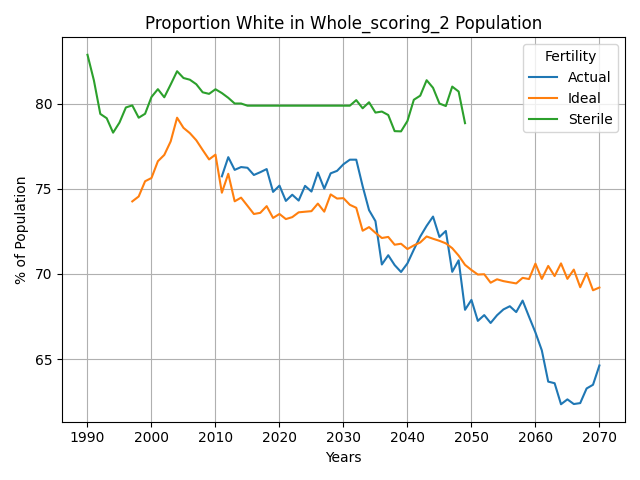 Proportion White in Whole_scoring_2 Population
Fertility
Actual
Ideal
Sterile
% of Population
80
75
70
65
1990 2000 2010 2020 2030 2040 2050 2060 2070
Years